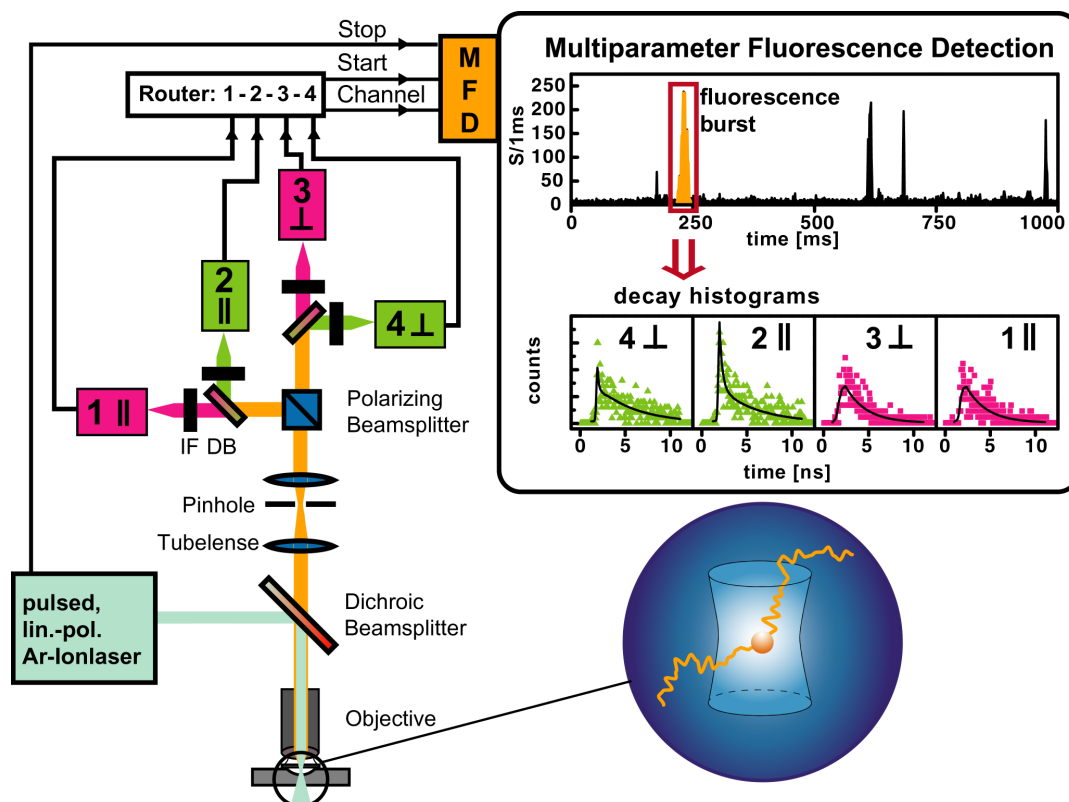 Stop
Start
Channel
Router: 1 - 2 - 3 - 4
M
F
D
Multiparameter Fluorescence Detection
S/1ms
250
200
150
100
50
0
fluorescence
burst
0
250
500
750
1000
time [ms]
decay histograms
counts
4 ⊥
2 ||
3 ⊥
1 ||
0 5 10
0 5 10
0 5 10
0 5 10
time [ns]
3
⊥
2
||
4 ⊥
1 ||
IF DB
Polarizing
Beamsplitter
Pinhole
Tubelense
pulsed,
lin.-pol.
Ar-Ionlaser
Dichroic
Beamsplitter
Objective